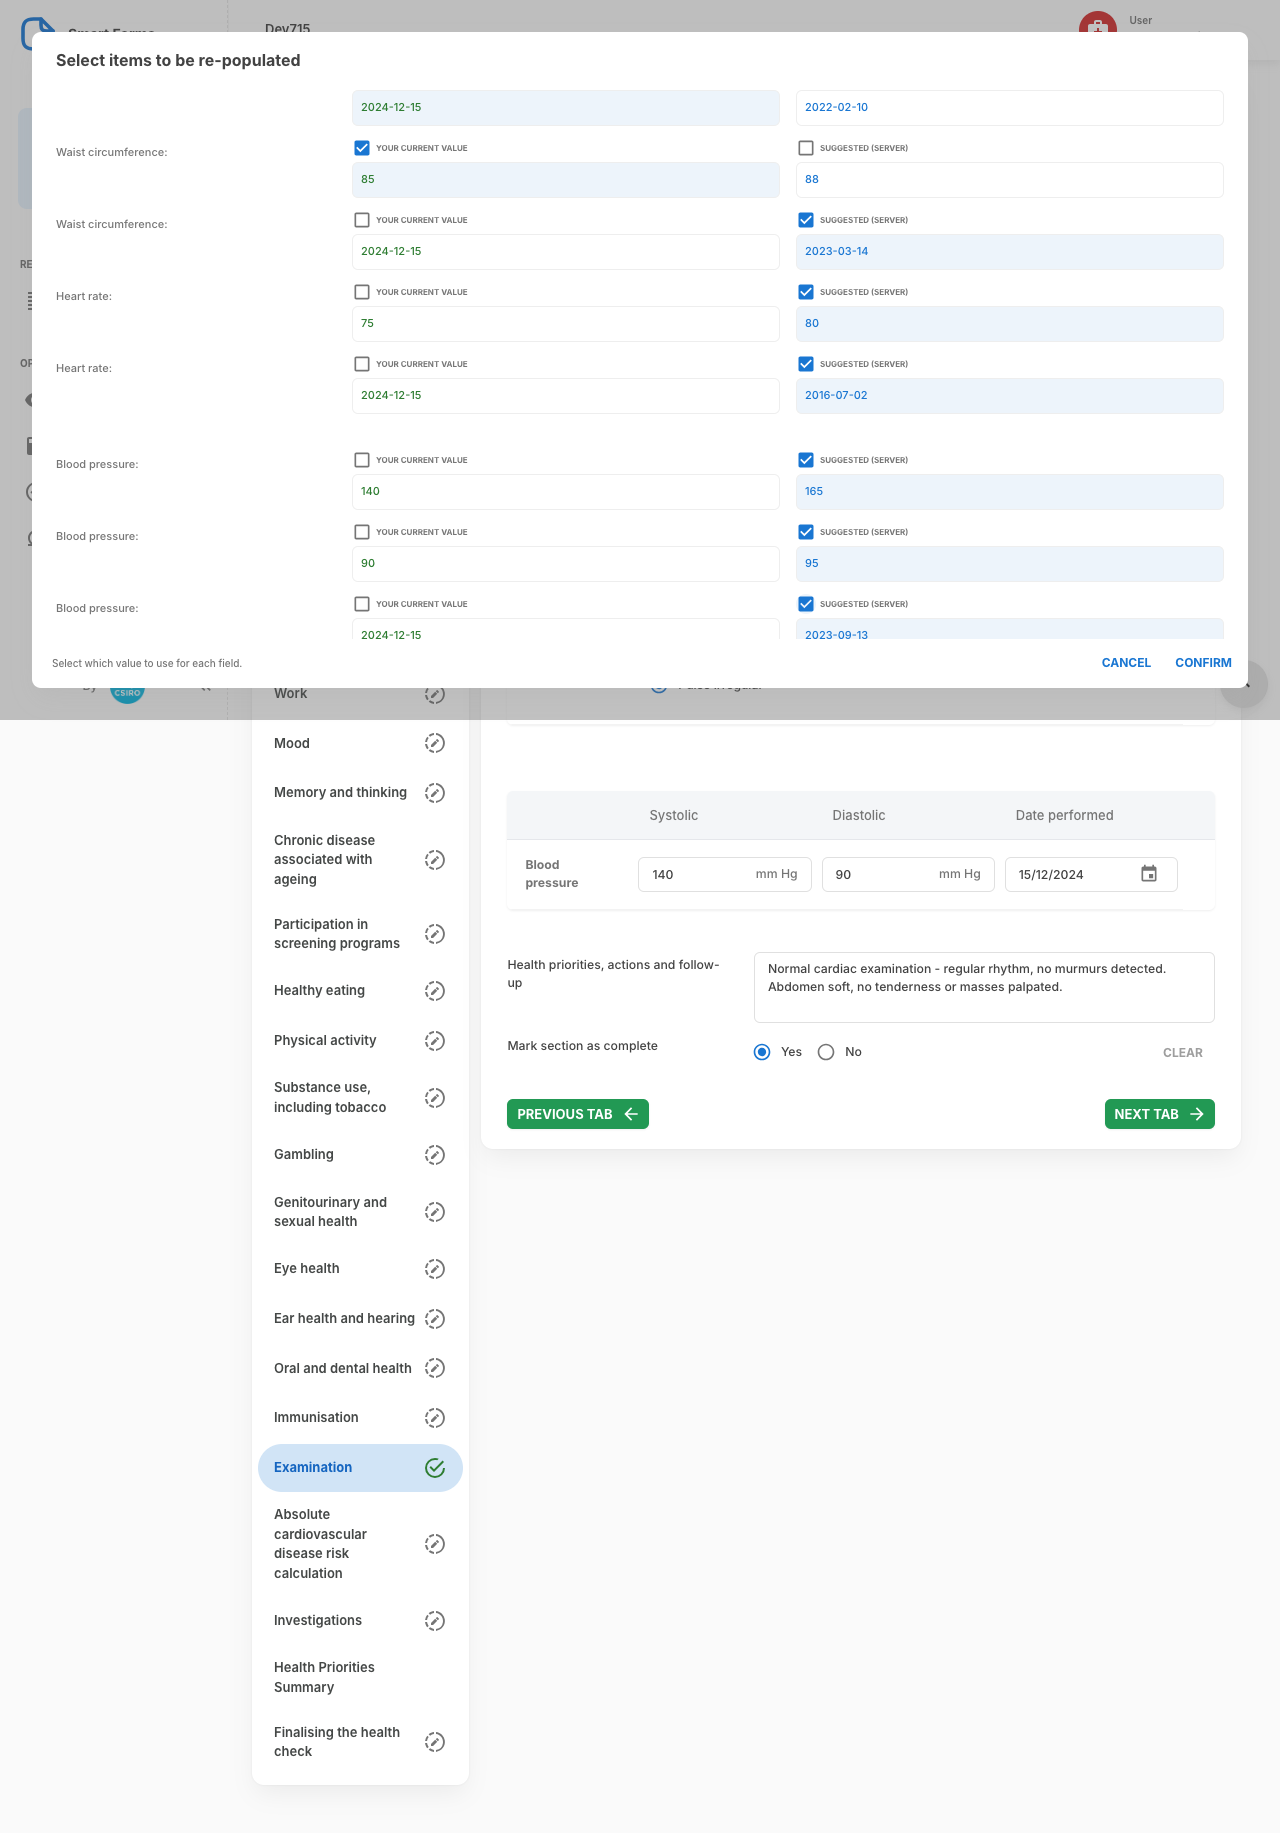 Dev715
User
Select items to be re-populated
2024-12-15
2022-02-10
Waist circumference:
YOUR CURRENT VALUE
SUGGESTED (SERVER)
85
88
Waist circumference:
YOUR CURRENT VALUE
SUGGESTED (SERVER)
2024-12-15
2023-03-14
RE
Heart rate:
YOUR CURRENT VALUE
SUGGESTED (SERVER)
75
80
OP
Heart rate:
YOUR CURRENT VALUE
SUGGESTED (SERVER)
2024-12-15
2016-07-02
Blood pressure:
YOUR CURRENT VALUE
SUGGESTED (SERVER)
140
165
Blood pressure:
YOUR CURRENT VALUE
SUGGESTED (SERVER)
90
95
Blood pressure:
YOUR CURRENT VALUE
SUGGESTED (SERVER)
2024-12-15
2023-09-13
Select which value to use for each field.
CANCEL
CONFIRM
By
CSIRO
Work
Mood
Memory and thinking
Chronic disease
associated with
ageing
Participation in
screening programs
Healthy eating
Physical activity
Substance use,
including tobacco
Gambling
Genitourinary and
sexual health
Eye health
Ear health and hearing
Oral and dental health
Immunisation
Examination
Absolute
cardiovascular
disease risk
calculation
Investigations
Health Priorities
Summary
Finalising the health
check
Systolic
Diastolic
Date performed
Blood
pressure
140
mm Hg
90
mm Hg
15/12/2024
Health priorities, actions and follow-
up
Normal cardiac examination - regular rhythm, no murmurs detected.
Abdomen soft, no tenderness or masses palpated.
Mark section as complete
Yes
No
CLEAR
PREVIOUS TAB
NEXT TAB